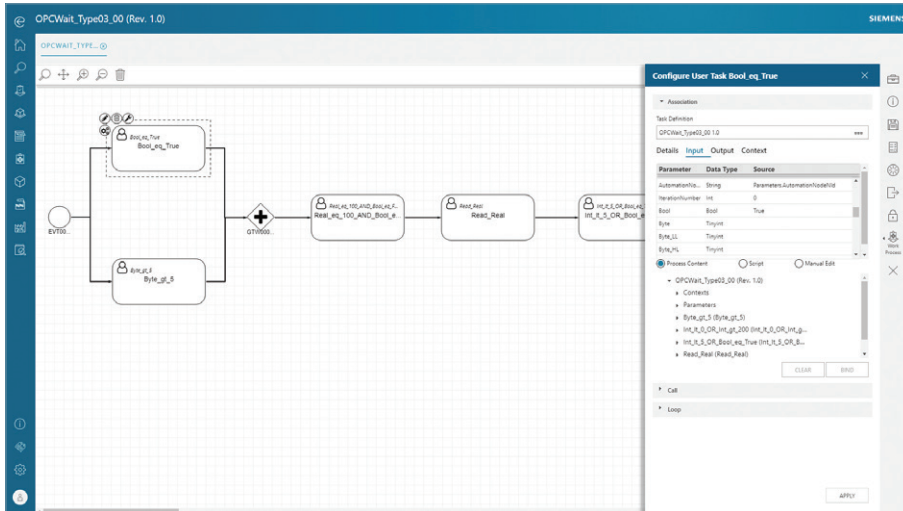 OPCWait_Type03_00 (Rev. 1.0)
SIEMENS
OPCWAIT_TYPE...
Configure User Task Bool_eq_True
Association
Task Definition
OPCWait_Type03_00 1.0
Details Input Output Context
Parameter Data Type Source
AutomationNo... String Parameters.AutomationNodeNId
IterationNumber Int 0
Bool Bool True
Byte Tinyint
Byte_LL Tinyint
Byte_HL Tinyint
Process Content Script Manual Edit
OPCWait_Type03_00 (Rev. 1.0)
Contexts
Parameters
Byte_gt_5 (Byte_gt_5)
Int_lt_0_OR_Int_gt_200 (Int_lt_0_OR_Int_g...
Int_lt_5_OR_Bool_eq_True (Int_lt_5_OR_B...
Read_Real (Read_Real)
CLEAR BIND
Call
Loop
APPLY
Work
Process
Bool_eq_True
Bool_eq_True
EVT00...
GTW000...
Byte_gt_5
Byte_gt_5
Real_eq_100_AND_Bool_eq_F...
Real_eq_100_AND_Bool_e...
Read_Real
Read_Real
Int_lt_5_OR_Bool_eq_T
Int_lt_5_OR_Bool_e